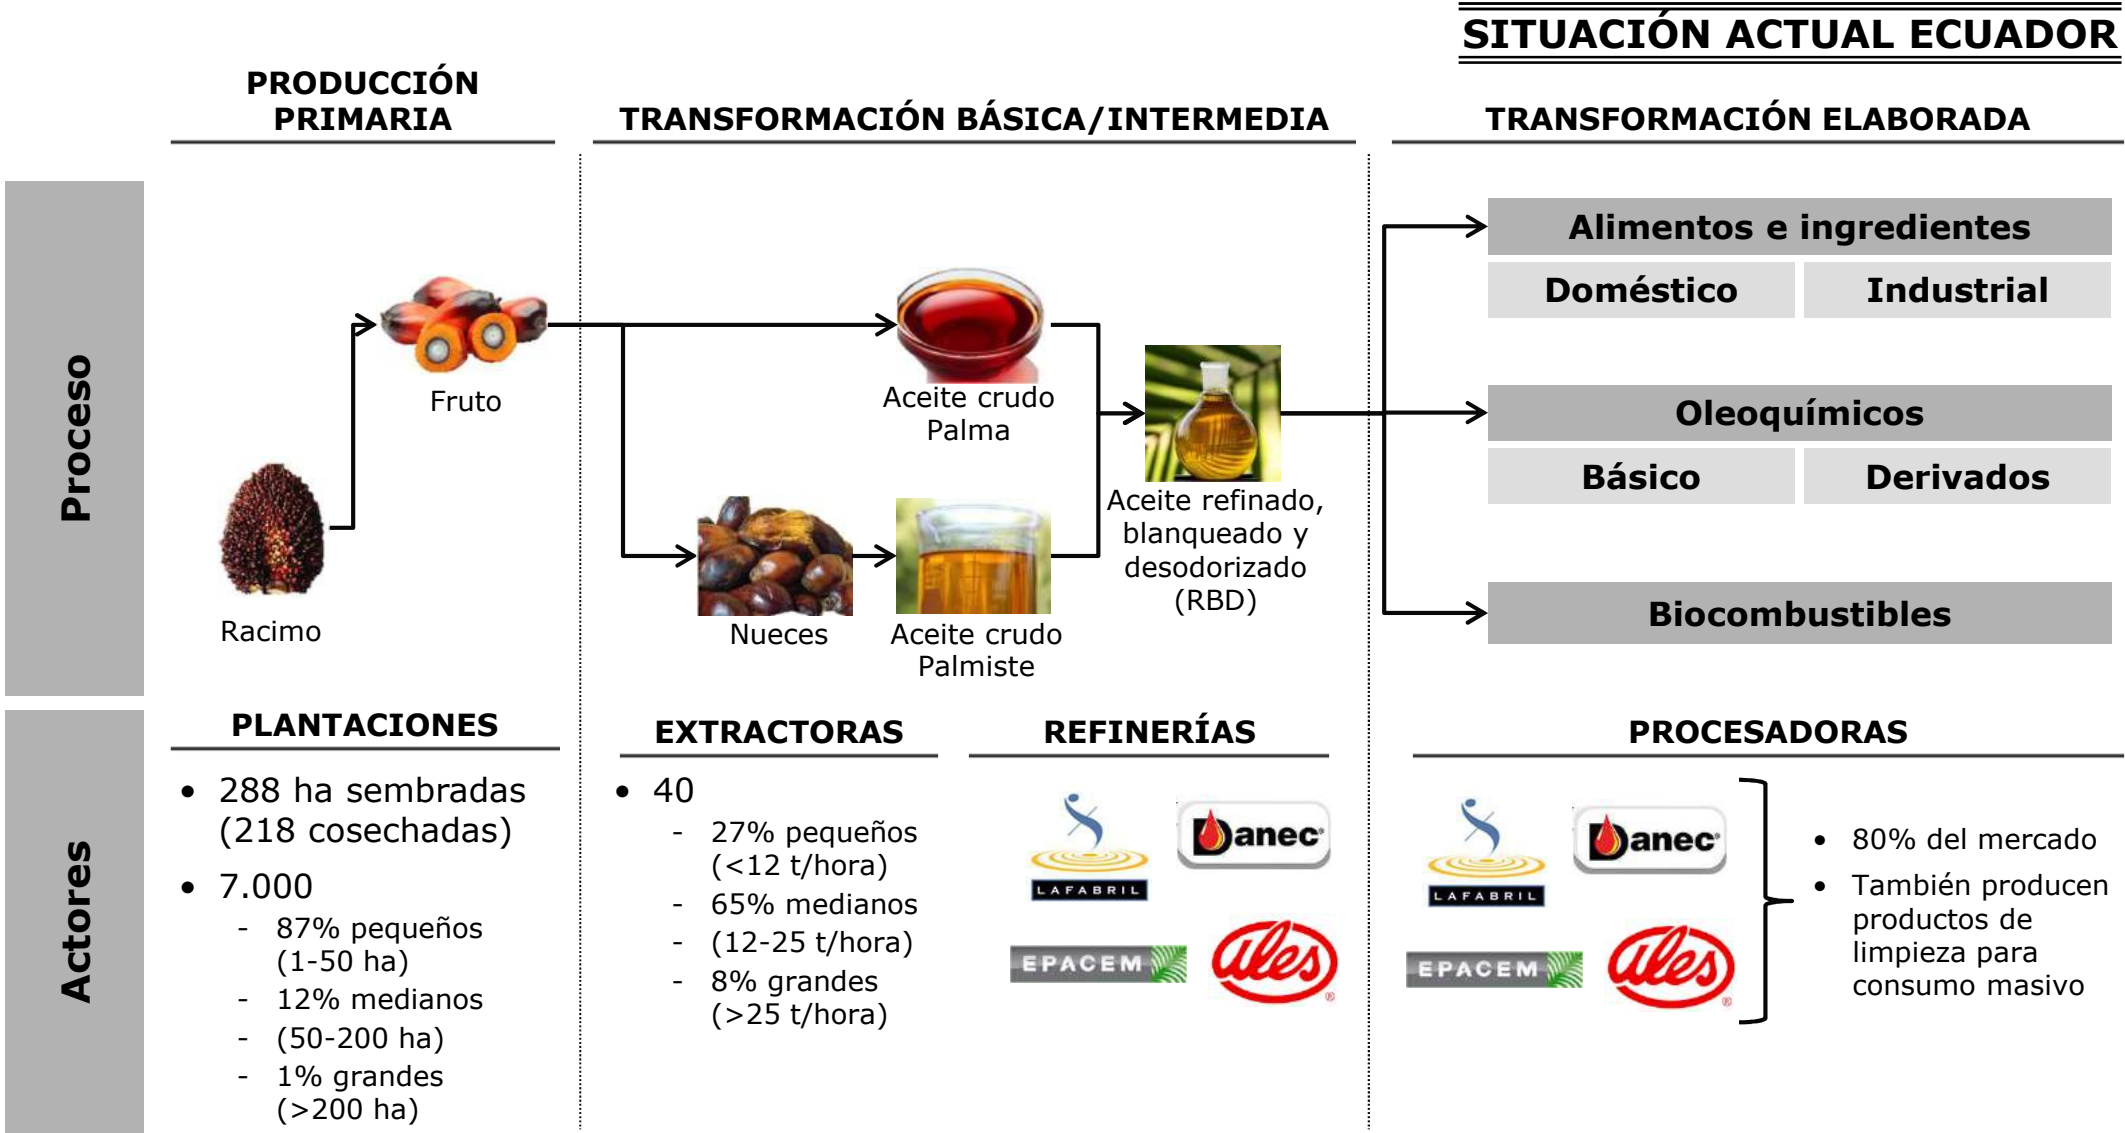 SITUACIÓN ACTUAL ECUADOR
PRODUCCIÓN
PRIMARIA
TRANSFORMACIÓN BÁSICA/INTERMEDIA
TRANSFORMACIÓN ELABORADA
Proceso
Racimo
Fruto
Aceite crudo
Palma
Nueces
Aceite crudo
Palmiste
Aceite refinado,
blanqueado y
desodorizado
(RBD)
Alimentos e ingredientes
Doméstico
Industrial
Oleoquímicos
Básico
Derivados
Biocombustibles
Actores
PLANTACIONES
• 288 ha sembradas
(218 cosechadas)
• 7.000
- 87% pequeños
(1-50 ha)
- 12% medianos
- (50-200 ha)
- 1% grandes
(>200 ha)
EXTRACTORAS
• 40
- 27% pequeños
(<12 t/hora)
- 65% medianos
- (12-25 t/hora)
- 8% grandes
(>25 t/hora)
REFINERÍAS
LAFABRIL
Danec®
EPACEM
ales®
PROCESADORAS
LAFABRIL
Danec®
EPACEM
ales®
• 80% del mercado
• También producen
productos de
limpieza para
consumo masivo